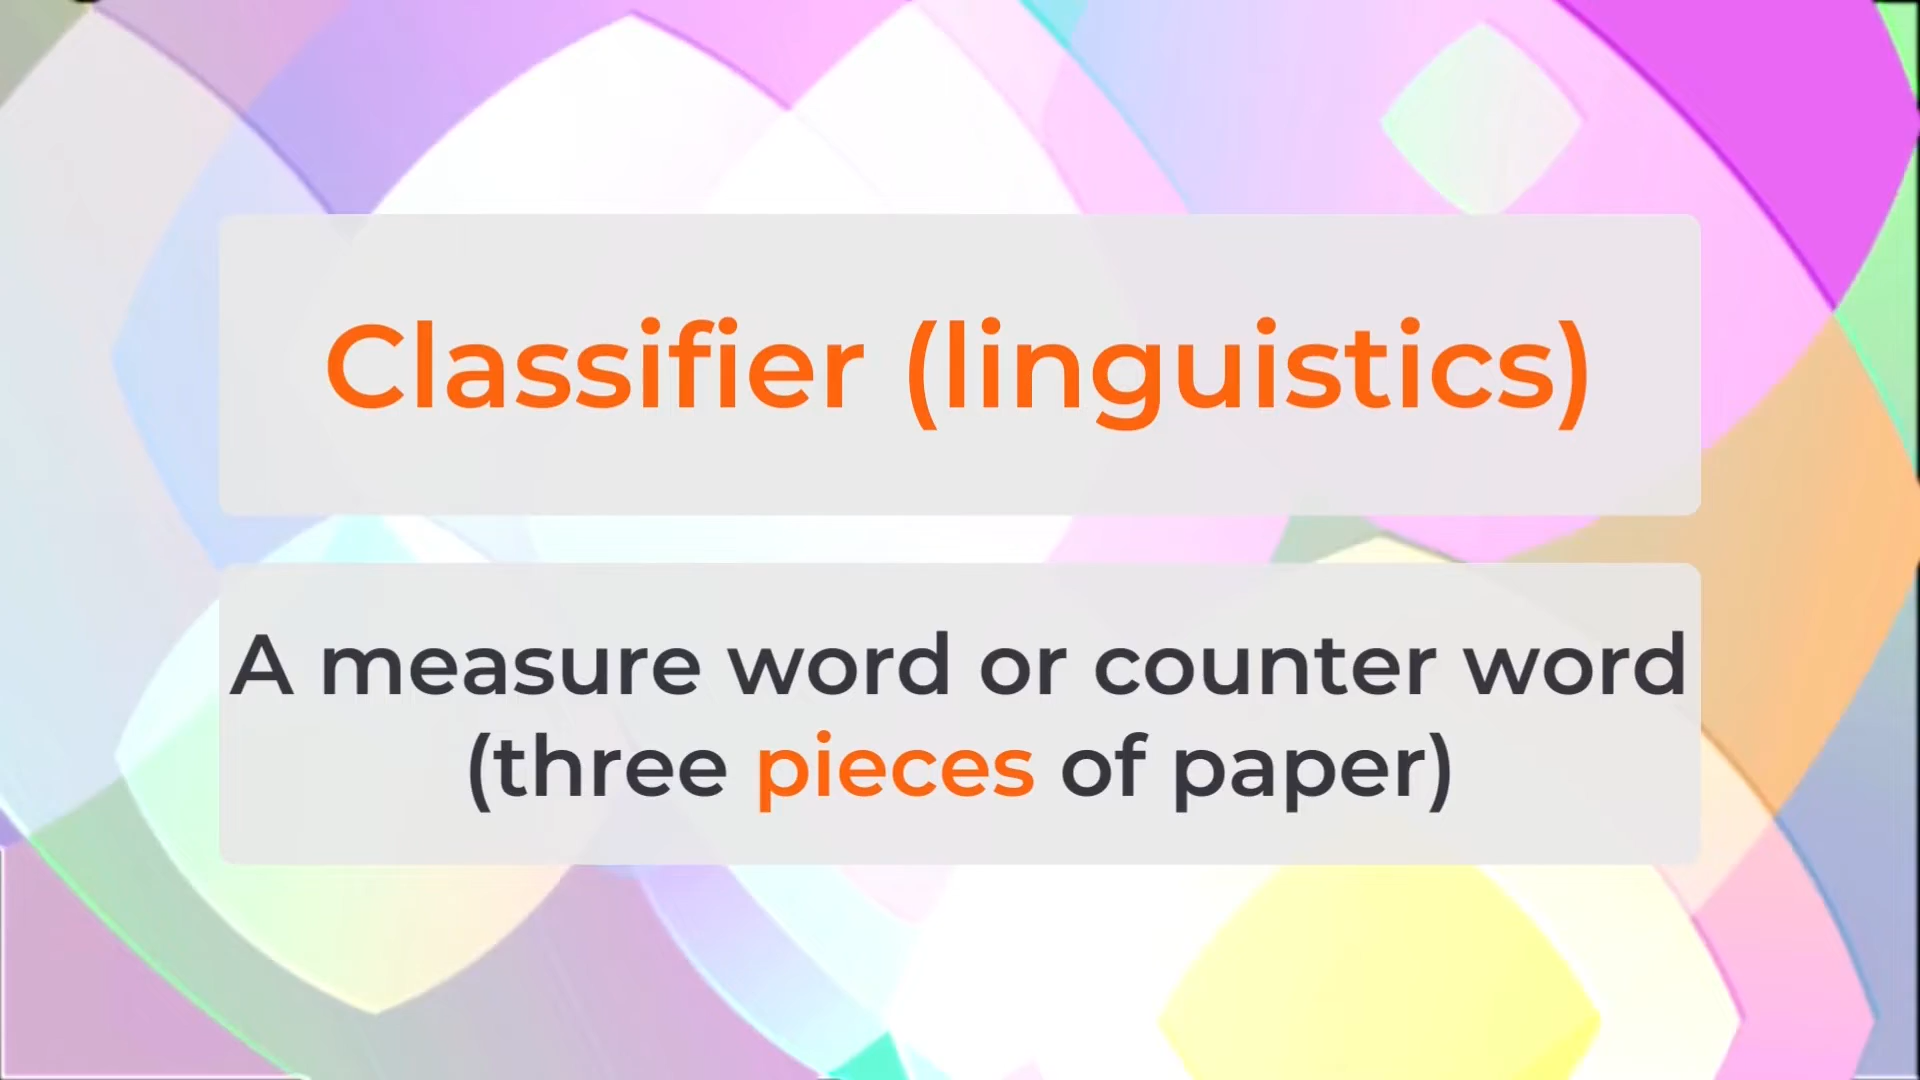 Classifier (linguistics)
A measure word or counter word
(three pieces of paper)